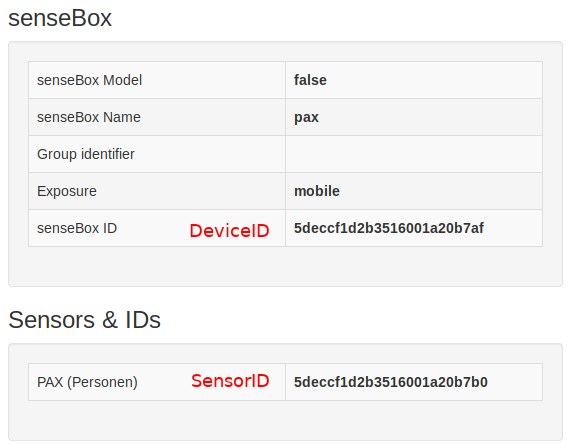 senseBox
senseBox Model false
senseBox Name pax
Group identifier
Exposure mobile
senseBox ID DeviceID 5deccf1d2b3516001a20b7af
Sensors & IDs
PAX (Personen) SensorID 5deccf1d2b3516001a20b7b0